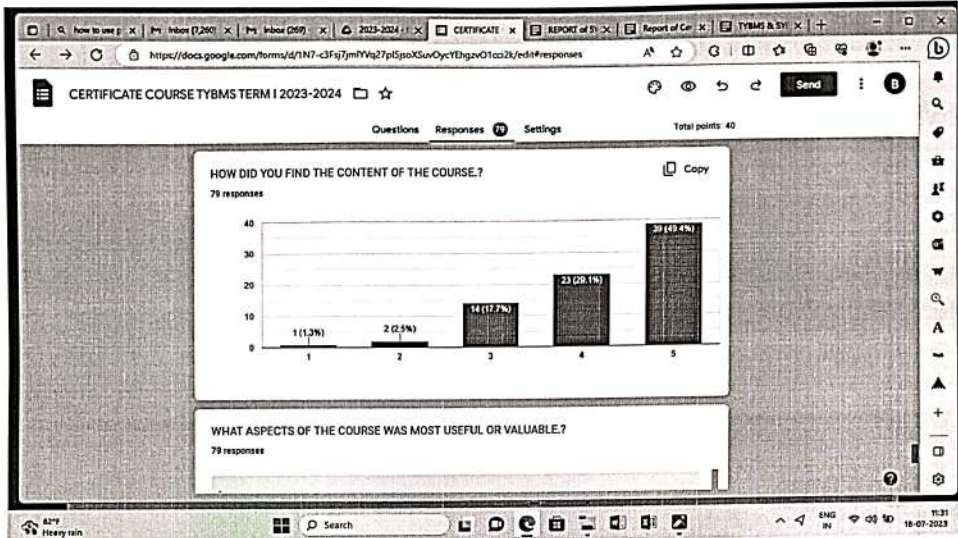 how to use p
Inbox (7,260)
Inbox (269)
2023-2024 -
CERTIFICATE
REPORT of SY
Report of Cer
TYBMS & SYI
https://docs.google.com/forms/d/1N7-c3Fsj7jmlYVq27pI5jsoXSuvOycYEhgzvO1cci2k/edit#responses
CERTIFICATE COURSE TYBMS TERM I 2023-2024
Send
B
Questions Responses 79 Settings
Total points: 40
HOW DID YOU FIND THE CONTENT OF THE COURSE.?
Copy
79 responses
40
30
20
10
0
1 (1.3%)
2 (2.5%)
14 (17.7%)
23 (29.1%)
39 (49.4%)
1 2 3 4 5
WHAT ASPECTS OF THE COURSE WAS MOST USEFUL OR VALUABLE.?
79 responses
82°F
Heavy rain
Search
ENG
IN
11:31
18-07-2023